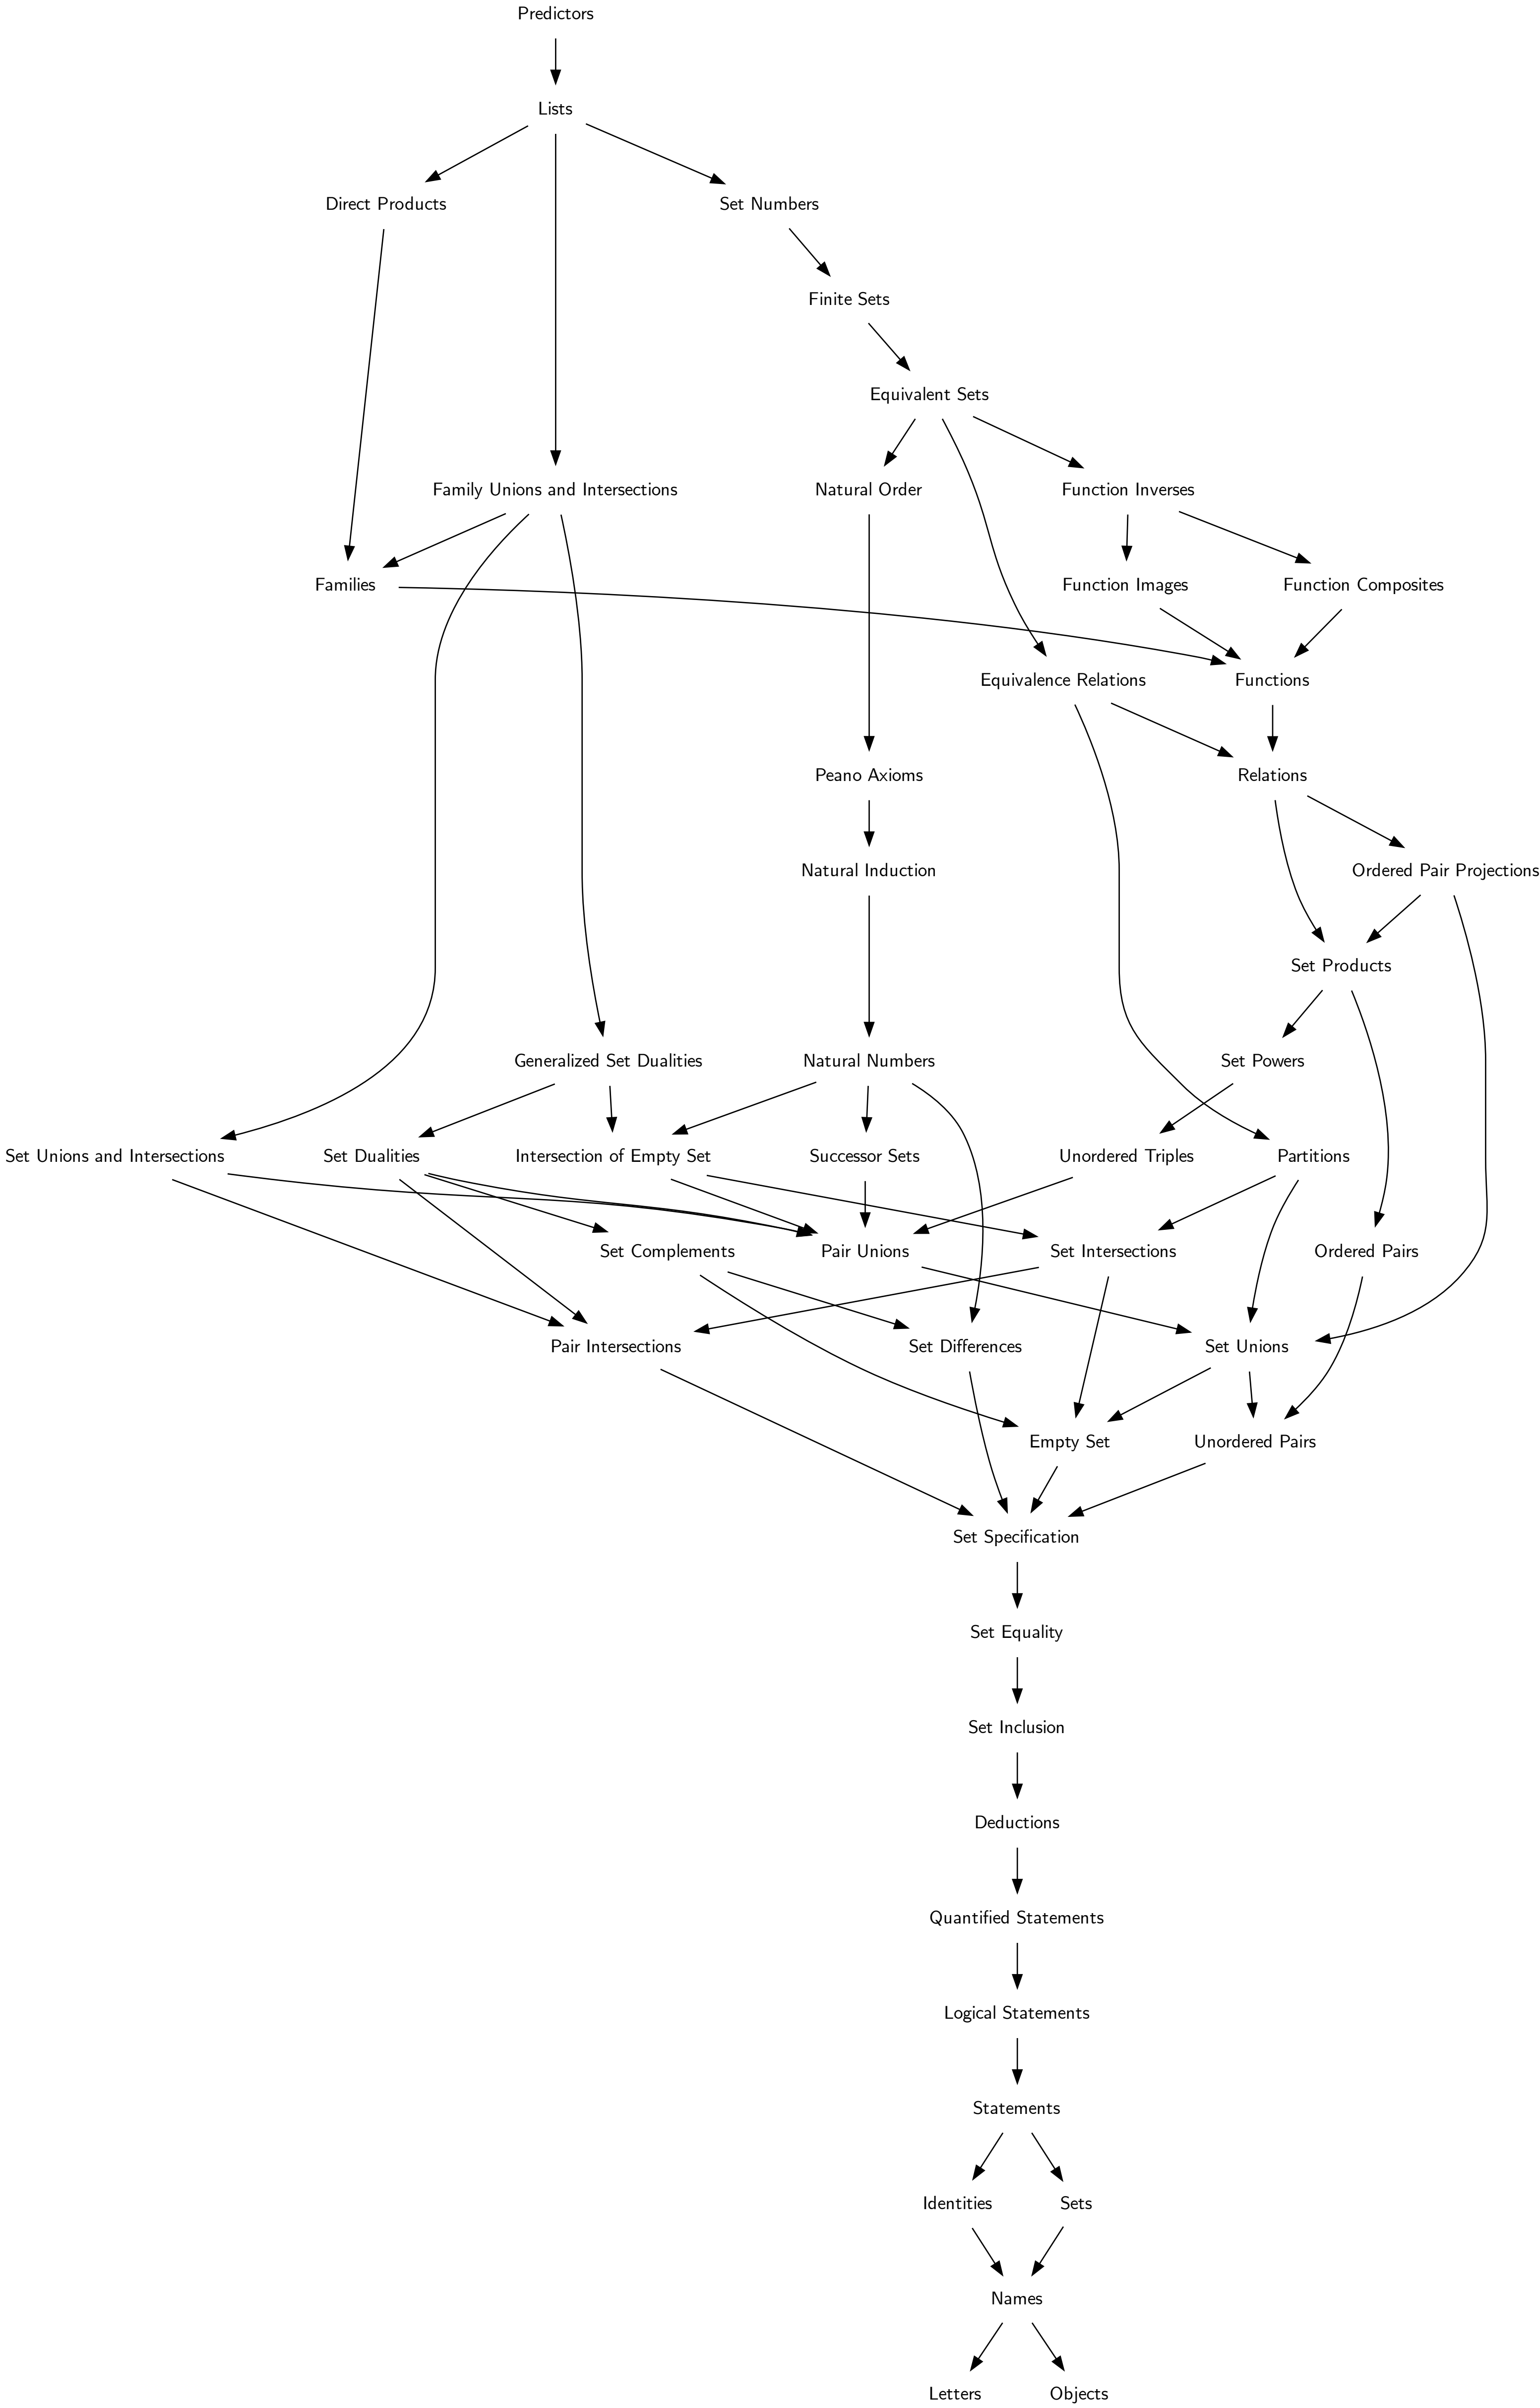 Predictors
Lists
Direct Products
Set Numbers
Finite Sets
Equivalent Sets
Family Unions and Intersections
Natural Order
Function Inverses
Families
Function Images
Function Composites
Equivalence Relations
Functions
Peano Axioms
Relations
Natural Induction
Ordered Pair Projections
Set Products
Generalized Set Dualities
Natural Numbers
Set Powers
Set Unions and Intersections
Set Dualities
Intersection of Empty Set
Successor Sets
Unordered Triples
Partitions
Set Complements
Pair Unions
Set Intersections
Ordered Pairs
Pair Intersections
Set Differences
Set Unions
Empty Set
Unordered Pairs
Set Specification
Set Equality
Set Inclusion
Deductions
Quantified Statements
Logical Statements
Statements
Identities
Sets
Names
Letters
Objects